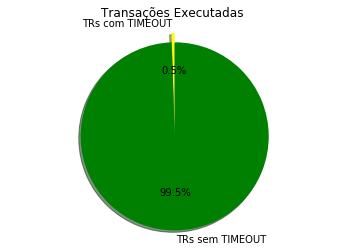 Transações Executadas
TRs com TIMEOUT
0.5%
99.5%
TRs sem TIMEOUT